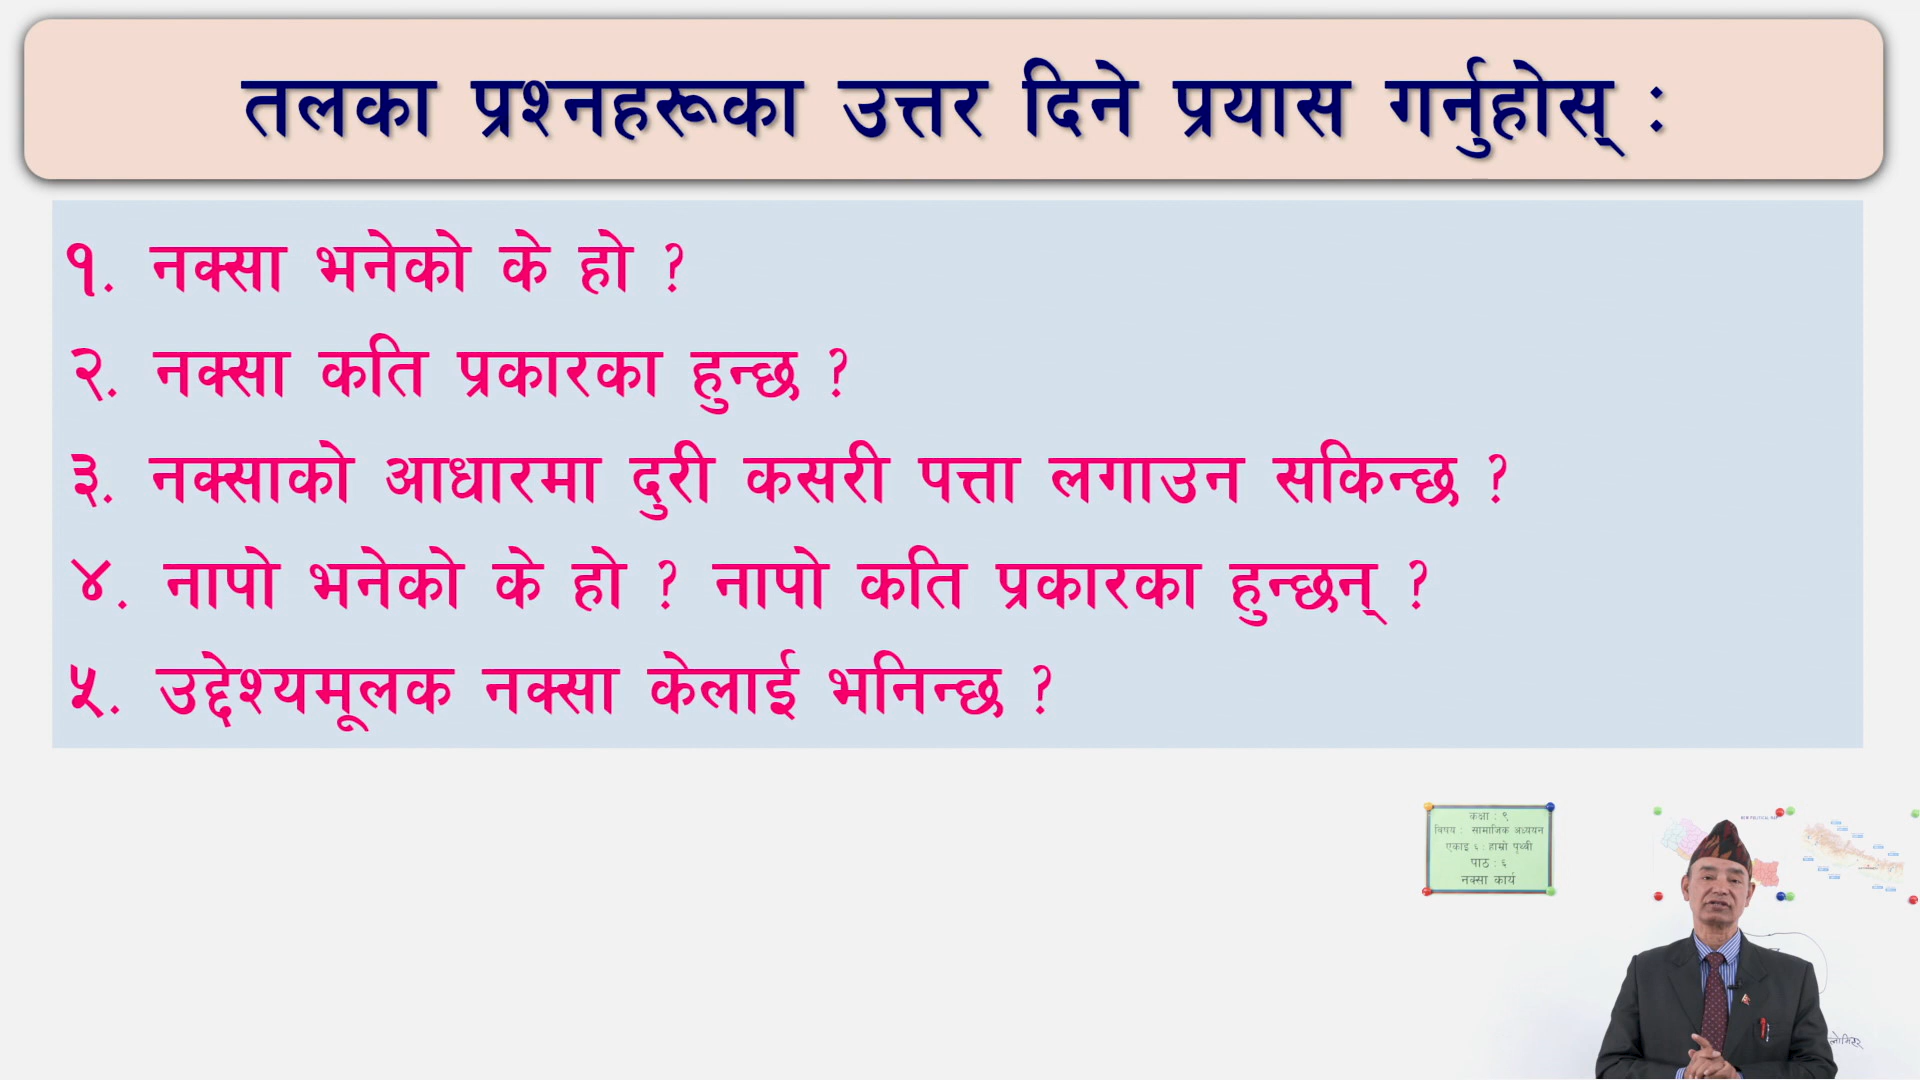 तलका प्रश्नहरूका उत्तर दिने प्रयास गर्नुहोस् :
१. नक्सा भनेको के हो ?
२. नक्सा कति प्रकारका हुन्छ ?
३. नक्साको आधारमा दुरी कसरी पत्ता लगाउन सकिन्छ ?
४. नापो भनेको के हो ? नापो कति प्रकारका हुन्छन् ?
५. उद्देश्यमूलक नक्सा केलाई भनिन्छ ?
कक्षा : ९
विषय : सामाजिक अध्ययन
एकाइ ६ : हाम्रो पृथ्वी
पाठ : ६
नक्सा कार्य